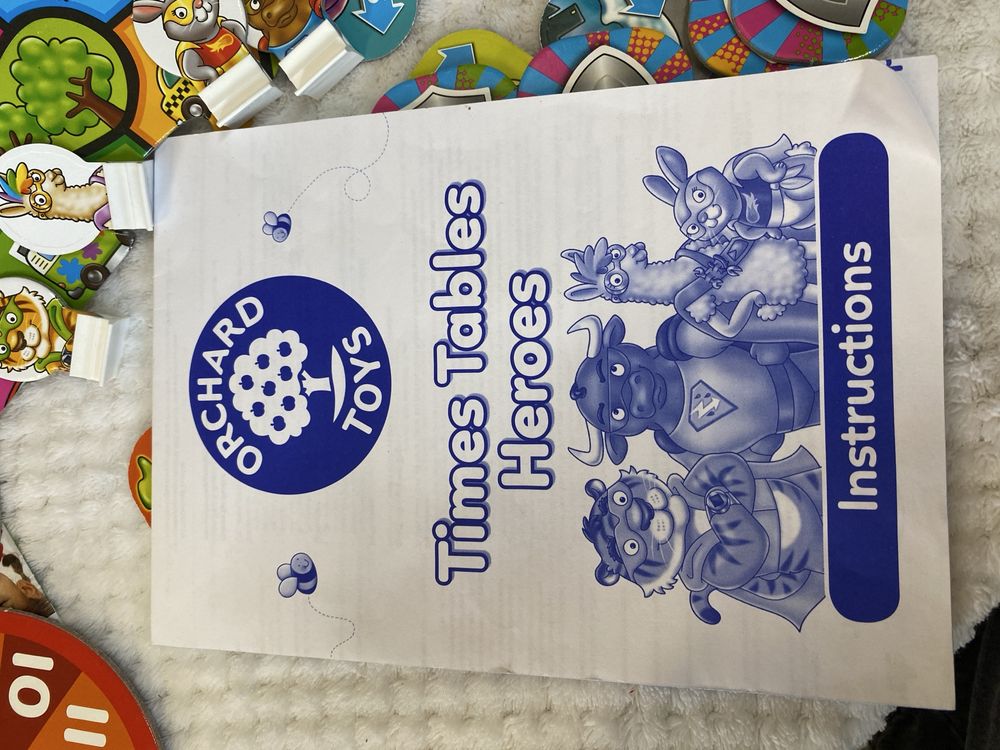 ORCHARD
TOYS
Times Tables
Heroes
Instructions
10
11